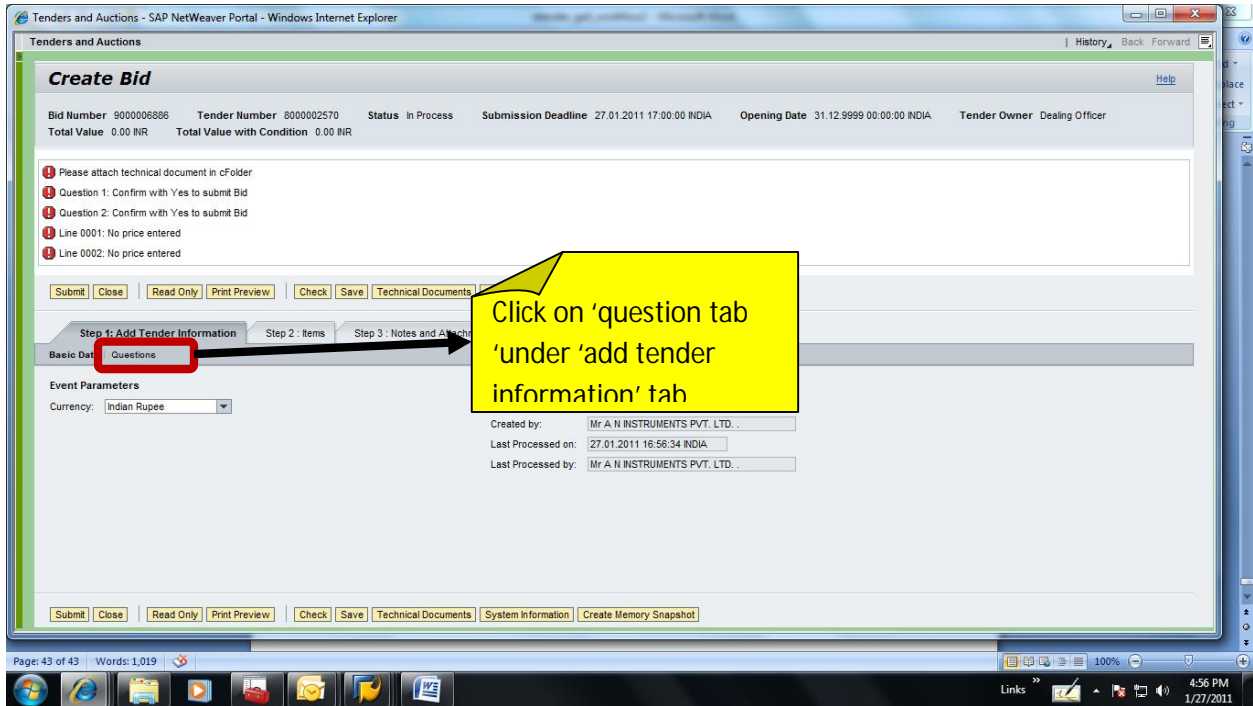 Tenders and Auctions - SAP NetWeaver Portal - Windows Internet Explorer
Tenders and Auctions
History Back Forward
Create Bid
Help
Bid Number 9000006886 Tender Number 8000002570 Status In Process Submission Deadline 27.01.2011 17:00:00 INDIA Opening Date 31.12.9999 00:00:00 INDIA Tender Owner Dealing Officer
Total Value 0.00 INR Total Value with Condition 0.00 INR
Please attach technical document in cFolder
Question 1: Confirm with Yes to submit Bid
Question 2: Confirm with Yes to submit Bid
Line 0001: No price entered
Line 0002: No price entered
Submit Close Read Only Print Preview Check Save Technical Documents
Click on ‘question tab
‘under ‘add tender
information’ tab
Step 1: Add Tender Information Step 2 : Items Step 3 : Notes and Attachm
Basic Dat Questions
Event Parameters
Currency: Indian Rupee
Created by: Mr A N INSTRUMENTS PVT. LTD. .
Last Processed on: 27.01.2011 16:56:34 INDIA
Last Processed by: Mr A N INSTRUMENTS PVT. LTD. .
Submit Close Read Only Print Preview Check Save Technical Documents System Information Create Memory Snapshot
Page: 43 of 43 Words: 1,019
100%
Links
4:56 PM
1/27/2011